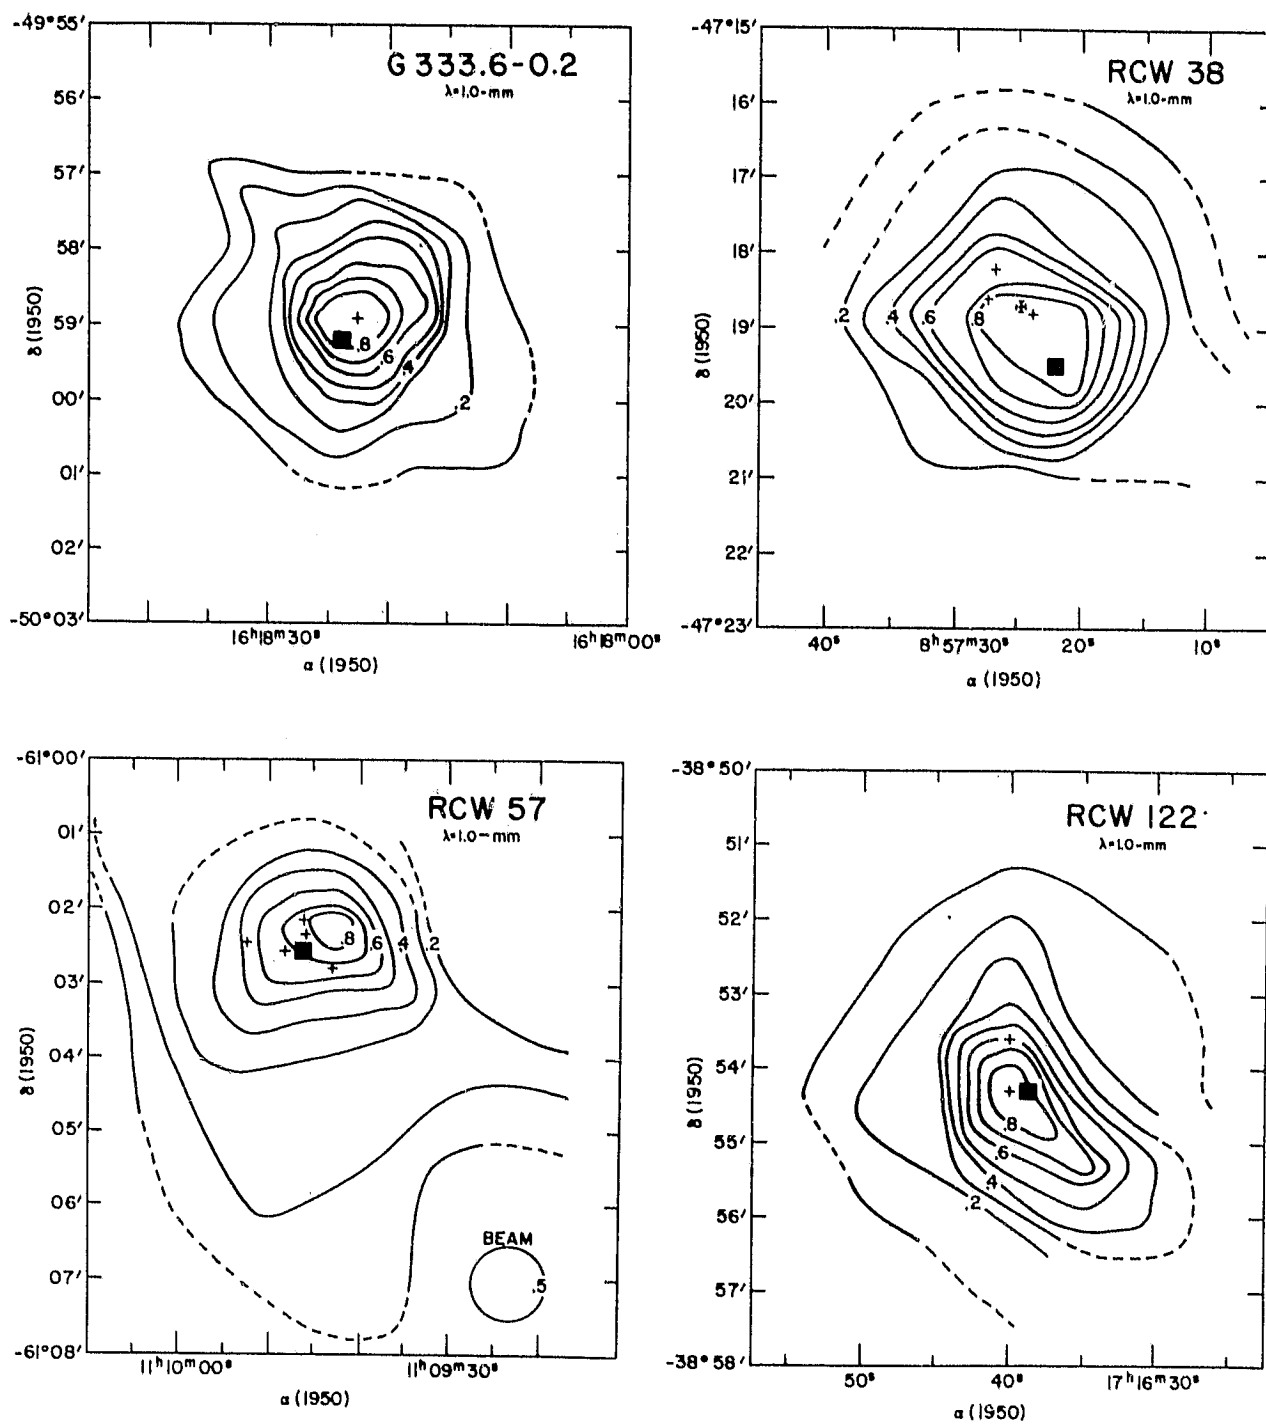 -49°55′
G 333.6-0.2
λ=1.0-mm
56′
57′
58′
59′
00′
01′
02′
-50°03′
δ (1950)
.8
.6
.4
.2
16ʰ18ᵐ30ˢ
16ʰ18ᵐ00ˢ
α (1950)
-47°15′
RCW 38
λ=1.0-mm
16′
17′
18′
19′
20′
21′
22′
-47°23′
δ (1950)
.2
.4
.6
.8
40ˢ
8ʰ57ᵐ30ˢ
20ˢ
10ˢ
α (1950)
-61°00′
RCW 57
λ=1.0-mm
01′
02′
03′
04′
05′
06′
07′
-61°08′
δ (1950)
.8
.6
.4
.2
BEAM
.5
11ʰ10ᵐ00ˢ
11ʰ09ᵐ30ˢ
α (1950)
-38°50′
RCW 122
λ=1.0-mm
51′
52′
53′
54′
55′
56′
57′
-38°58′
δ (1950)
.8
.6
.4
.2
50ˢ
40ˢ
17ʰ16ᵐ30ˢ
α (1950)